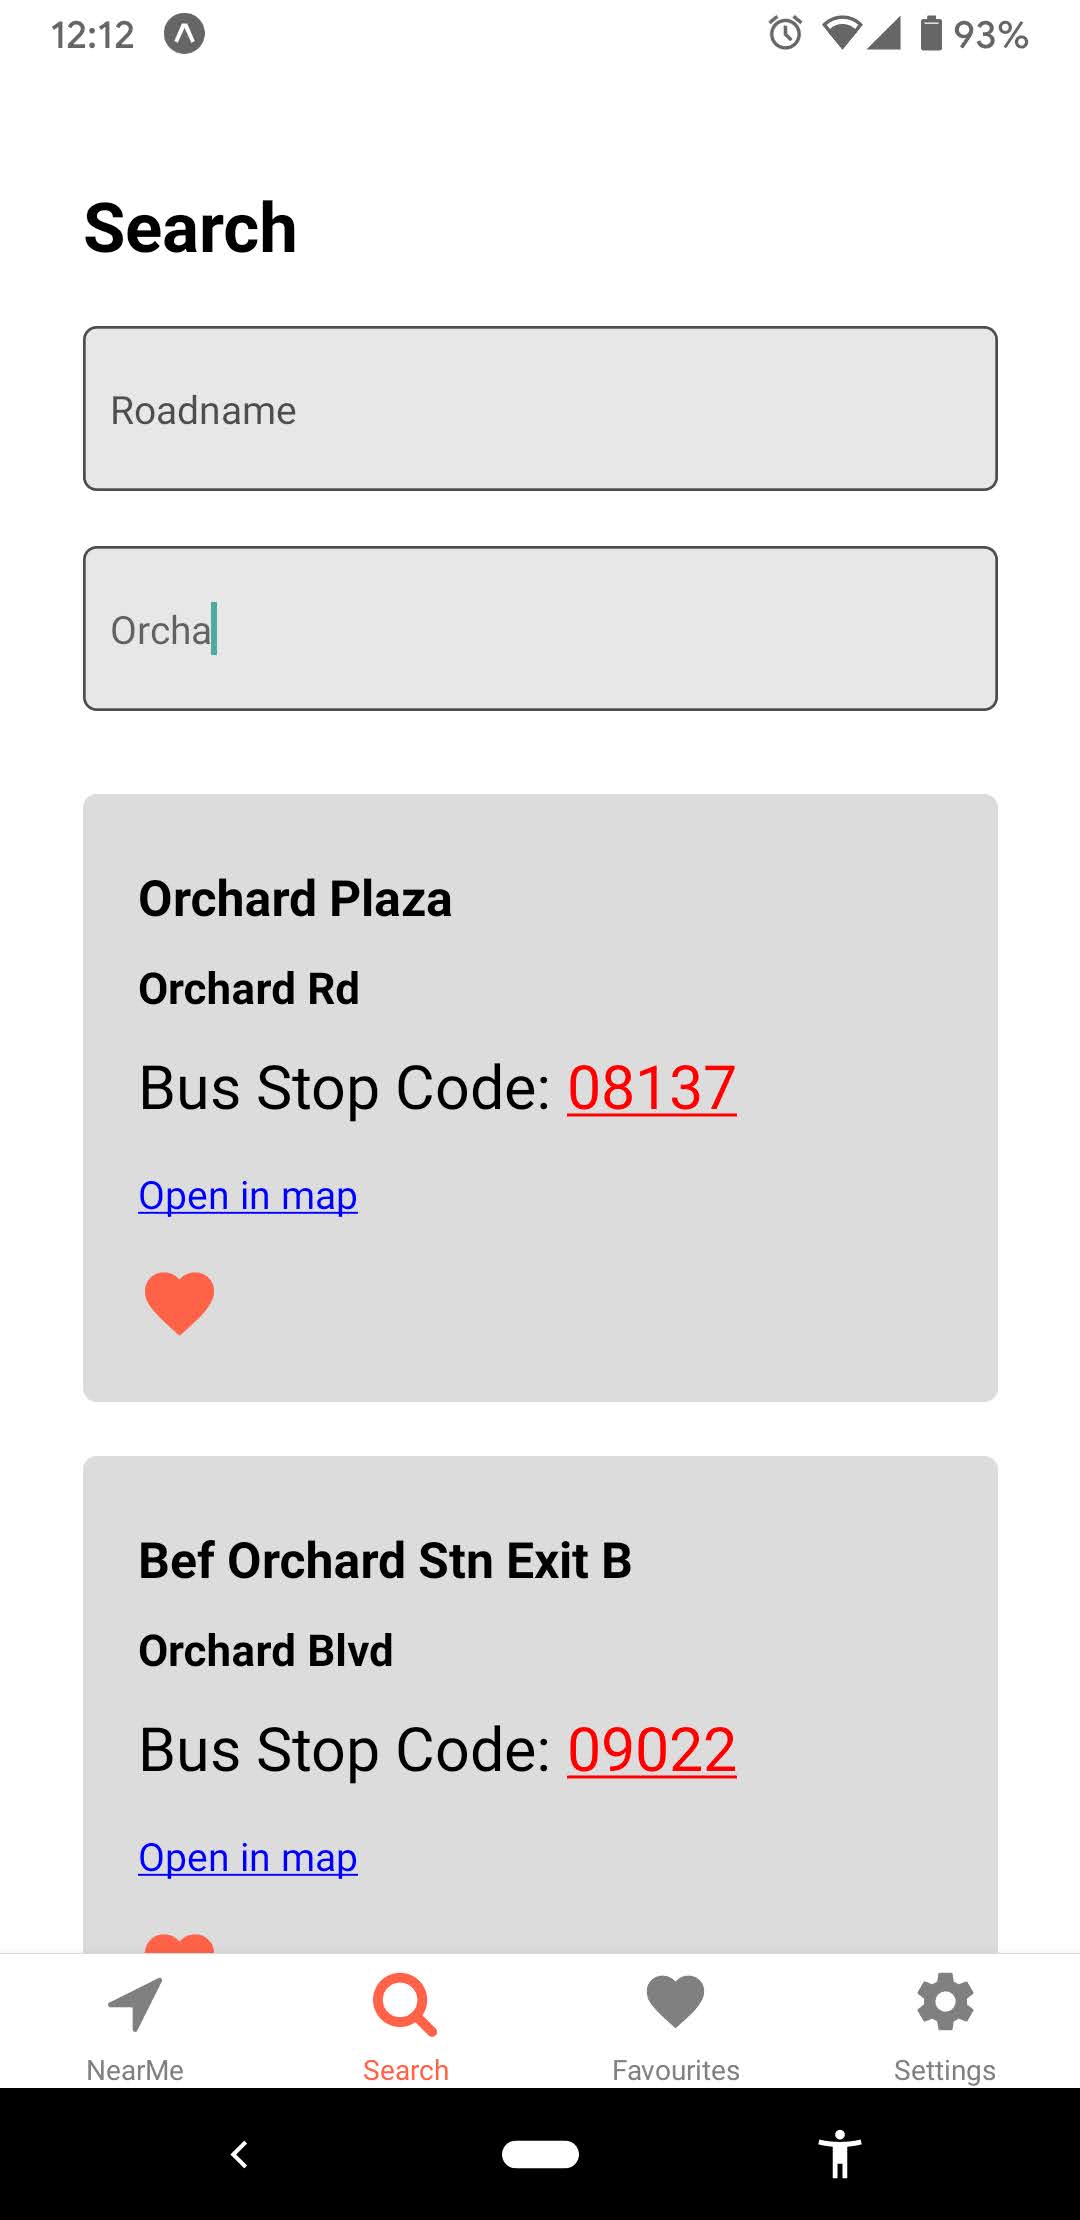 12:12 93%
Search
Roadname
Orcha
Orchard Plaza
Orchard Rd
Bus Stop Code: 08137
Open in map
Bef Orchard Stn Exit B
Orchard Blvd
Bus Stop Code: 09022
Open in map
NearMe Search Favourites Settings